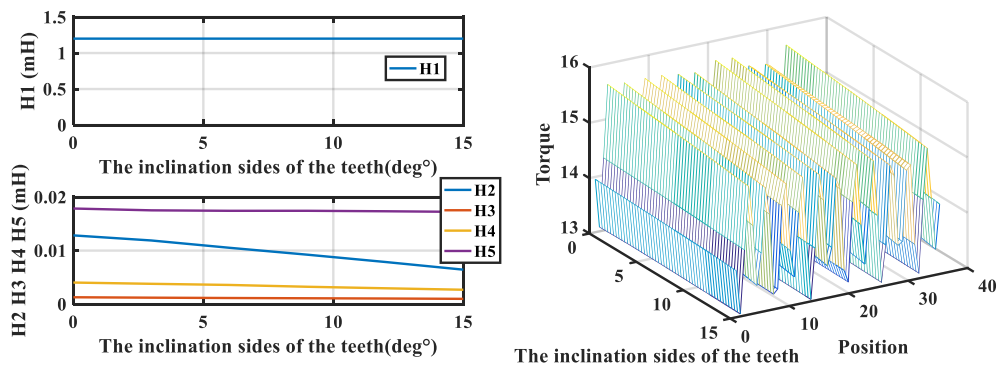 1.5
1
0.5
0
H1 (mH)
H1
0 5 10 15
The inclination sides of the teeth(deg°)
0.02
0.01
0
H2 H3 H4 H5 (mH)
H2
H3
H4
H5
0 5 10 15
The inclination sides of the teeth(deg°)
16
15
14
13
Torque
0
5
10
15
The inclination sides of the teeth
0
10
20
30
40
Position